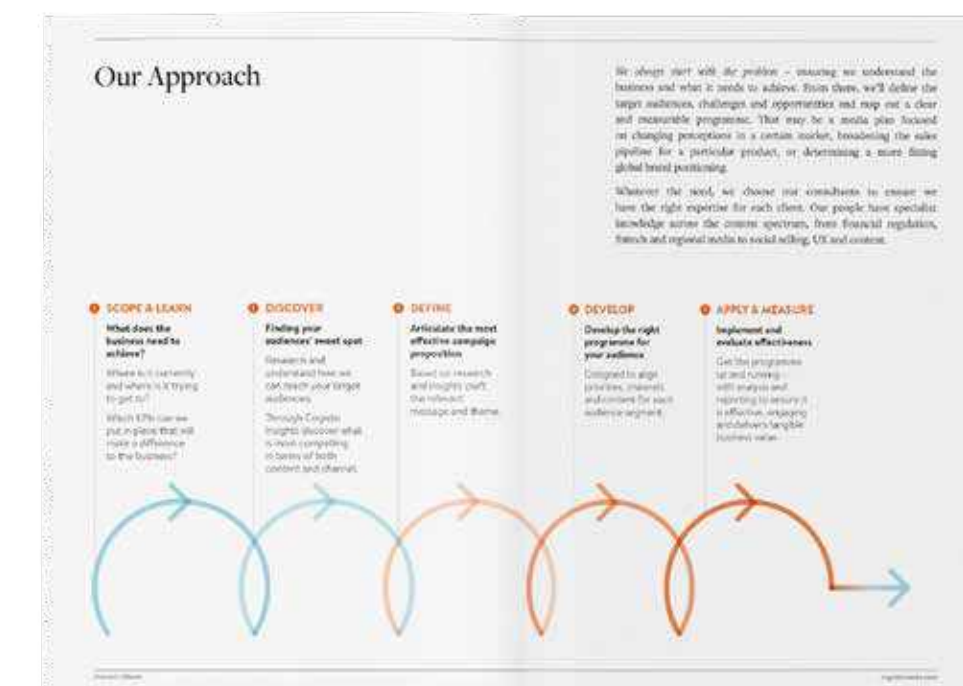 Our Approach
We always start with the problem – ensuring we understand the
business and what it needs to achieve. From there, we'll define the
target audiences, challenges and opportunities and map out a clear
and measurable programme. That may be a media plan focused
on changing perceptions in a certain market, broadening the sales
pipeline for a particular product, or determining a more fitting
global brand positioning.
Whatever the need, we choose our consultants to ensure we
have the right expertise for each client. Our people have specialist
knowledge across the content spectrum, from financial regulation,
fintech and regional media to social selling, UX and content.
SCOPE & LEARN
What does the
business need to
achieve?
Where is it currently
and where is it trying
to get to?
Which KPIs can we
put in place that will
make a difference
to the business?
DISCOVER
Finding your
audiences' sweet spot
Research and
understand how we
can reach your target
audiences.
Through Cognito
Insights discover what
is most compelling
in terms of both
content and channel.
DEFINE
Articulate the most
effective campaign
proposition
Based on research
and insights craft
the relevant
message and theme.
DEVELOP
Develop the right
programme for
your audience
Designed to align
priorities, channels
and content for each
audience segment.
APPLY & MEASURE
Implement and
evaluate effectiveness
Get the programme
up and running –
with analysis and
reporting to ensure it
is effective, engaging
and delivers tangible
business value.